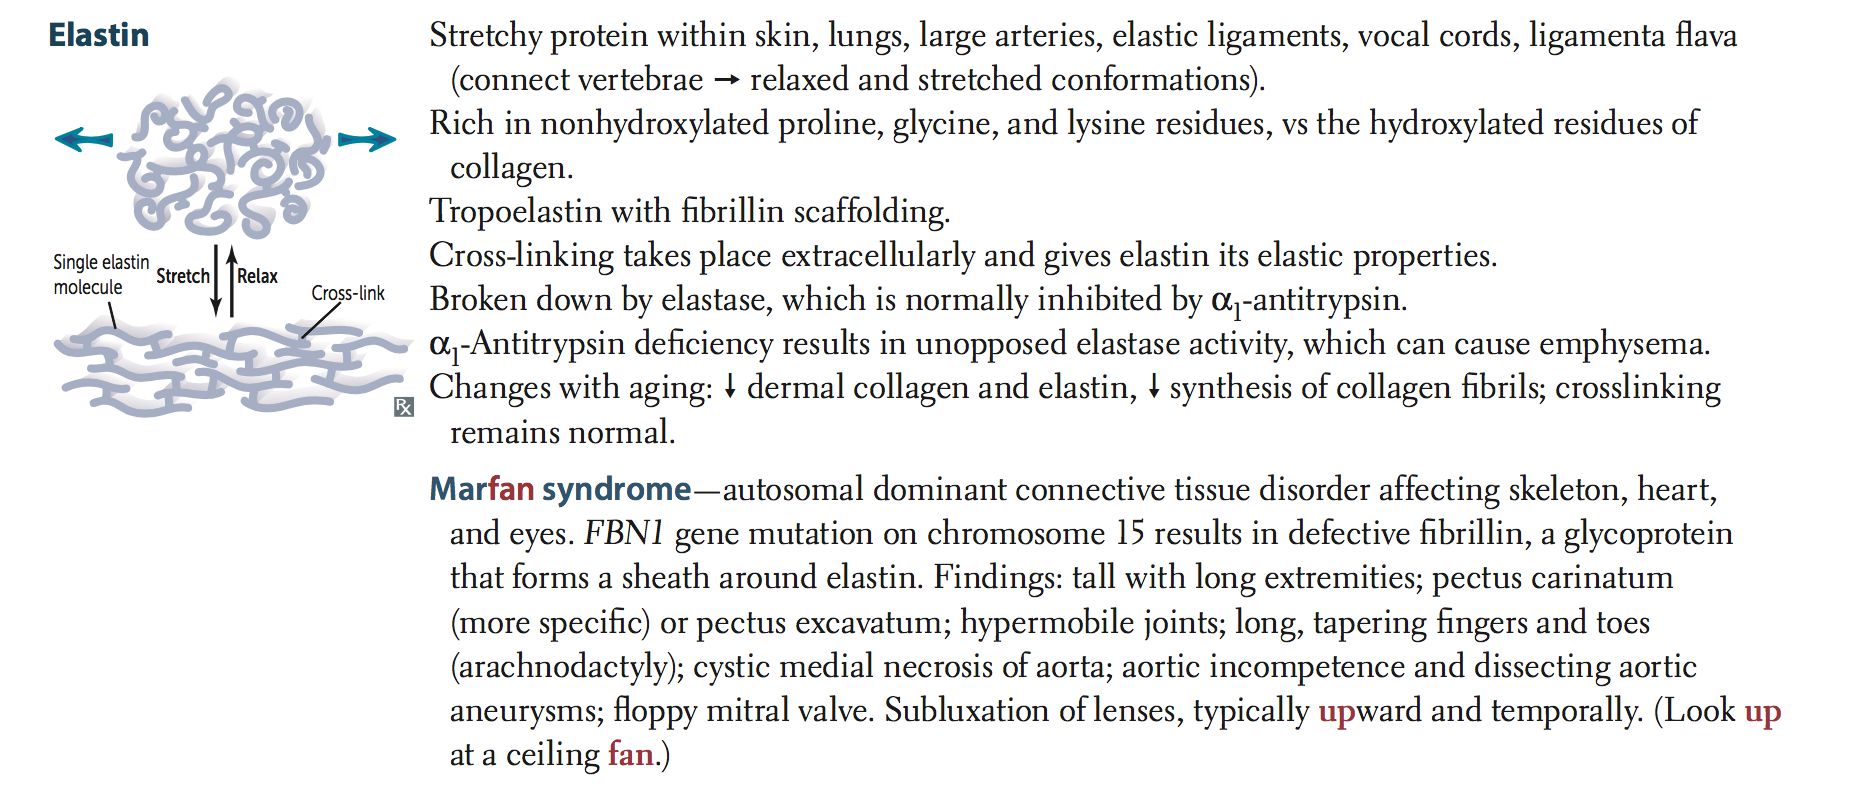 Elastin
Stretchy protein within skin, lungs, large arteries, elastic ligaments, vocal cords, ligamenta flava
(connect vertebrae → relaxed and stretched conformations).
Rich in nonhydroxylated proline, glycine, and lysine residues, vs the hydroxylated residues of
collagen.
Tropoelastin with fibrillin scaffolding.
Cross-linking takes place extracellularly and gives elastin its elastic properties.
Broken down by elastase, which is normally inhibited by α₁-antitrypsin.
α₁-Antitrypsin deficiency results in unopposed elastase activity, which can cause emphysema.
Changes with aging: ↓ dermal collagen and elastin, ↓ synthesis of collagen fibrils; crosslinking
remains normal.
Marfan syndrome—autosomal dominant connective tissue disorder affecting skeleton, heart,
and eyes. FBN1 gene mutation on chromosome 15 results in defective fibrillin, a glycoprotein
that forms a sheath around elastin. Findings: tall with long extremities; pectus carinatum
(more specific) or pectus excavatum; hypermobile joints; long, tapering fingers and toes
(arachnodactyly); cystic medial necrosis of aorta; aortic incompetence and dissecting aortic
aneurysms; floppy mitral valve. Subluxation of lenses, typically upward and temporally. (Look up
at a ceiling fan.)
Single elastin
molecule
Stretch
Relax
Cross-link
Rx